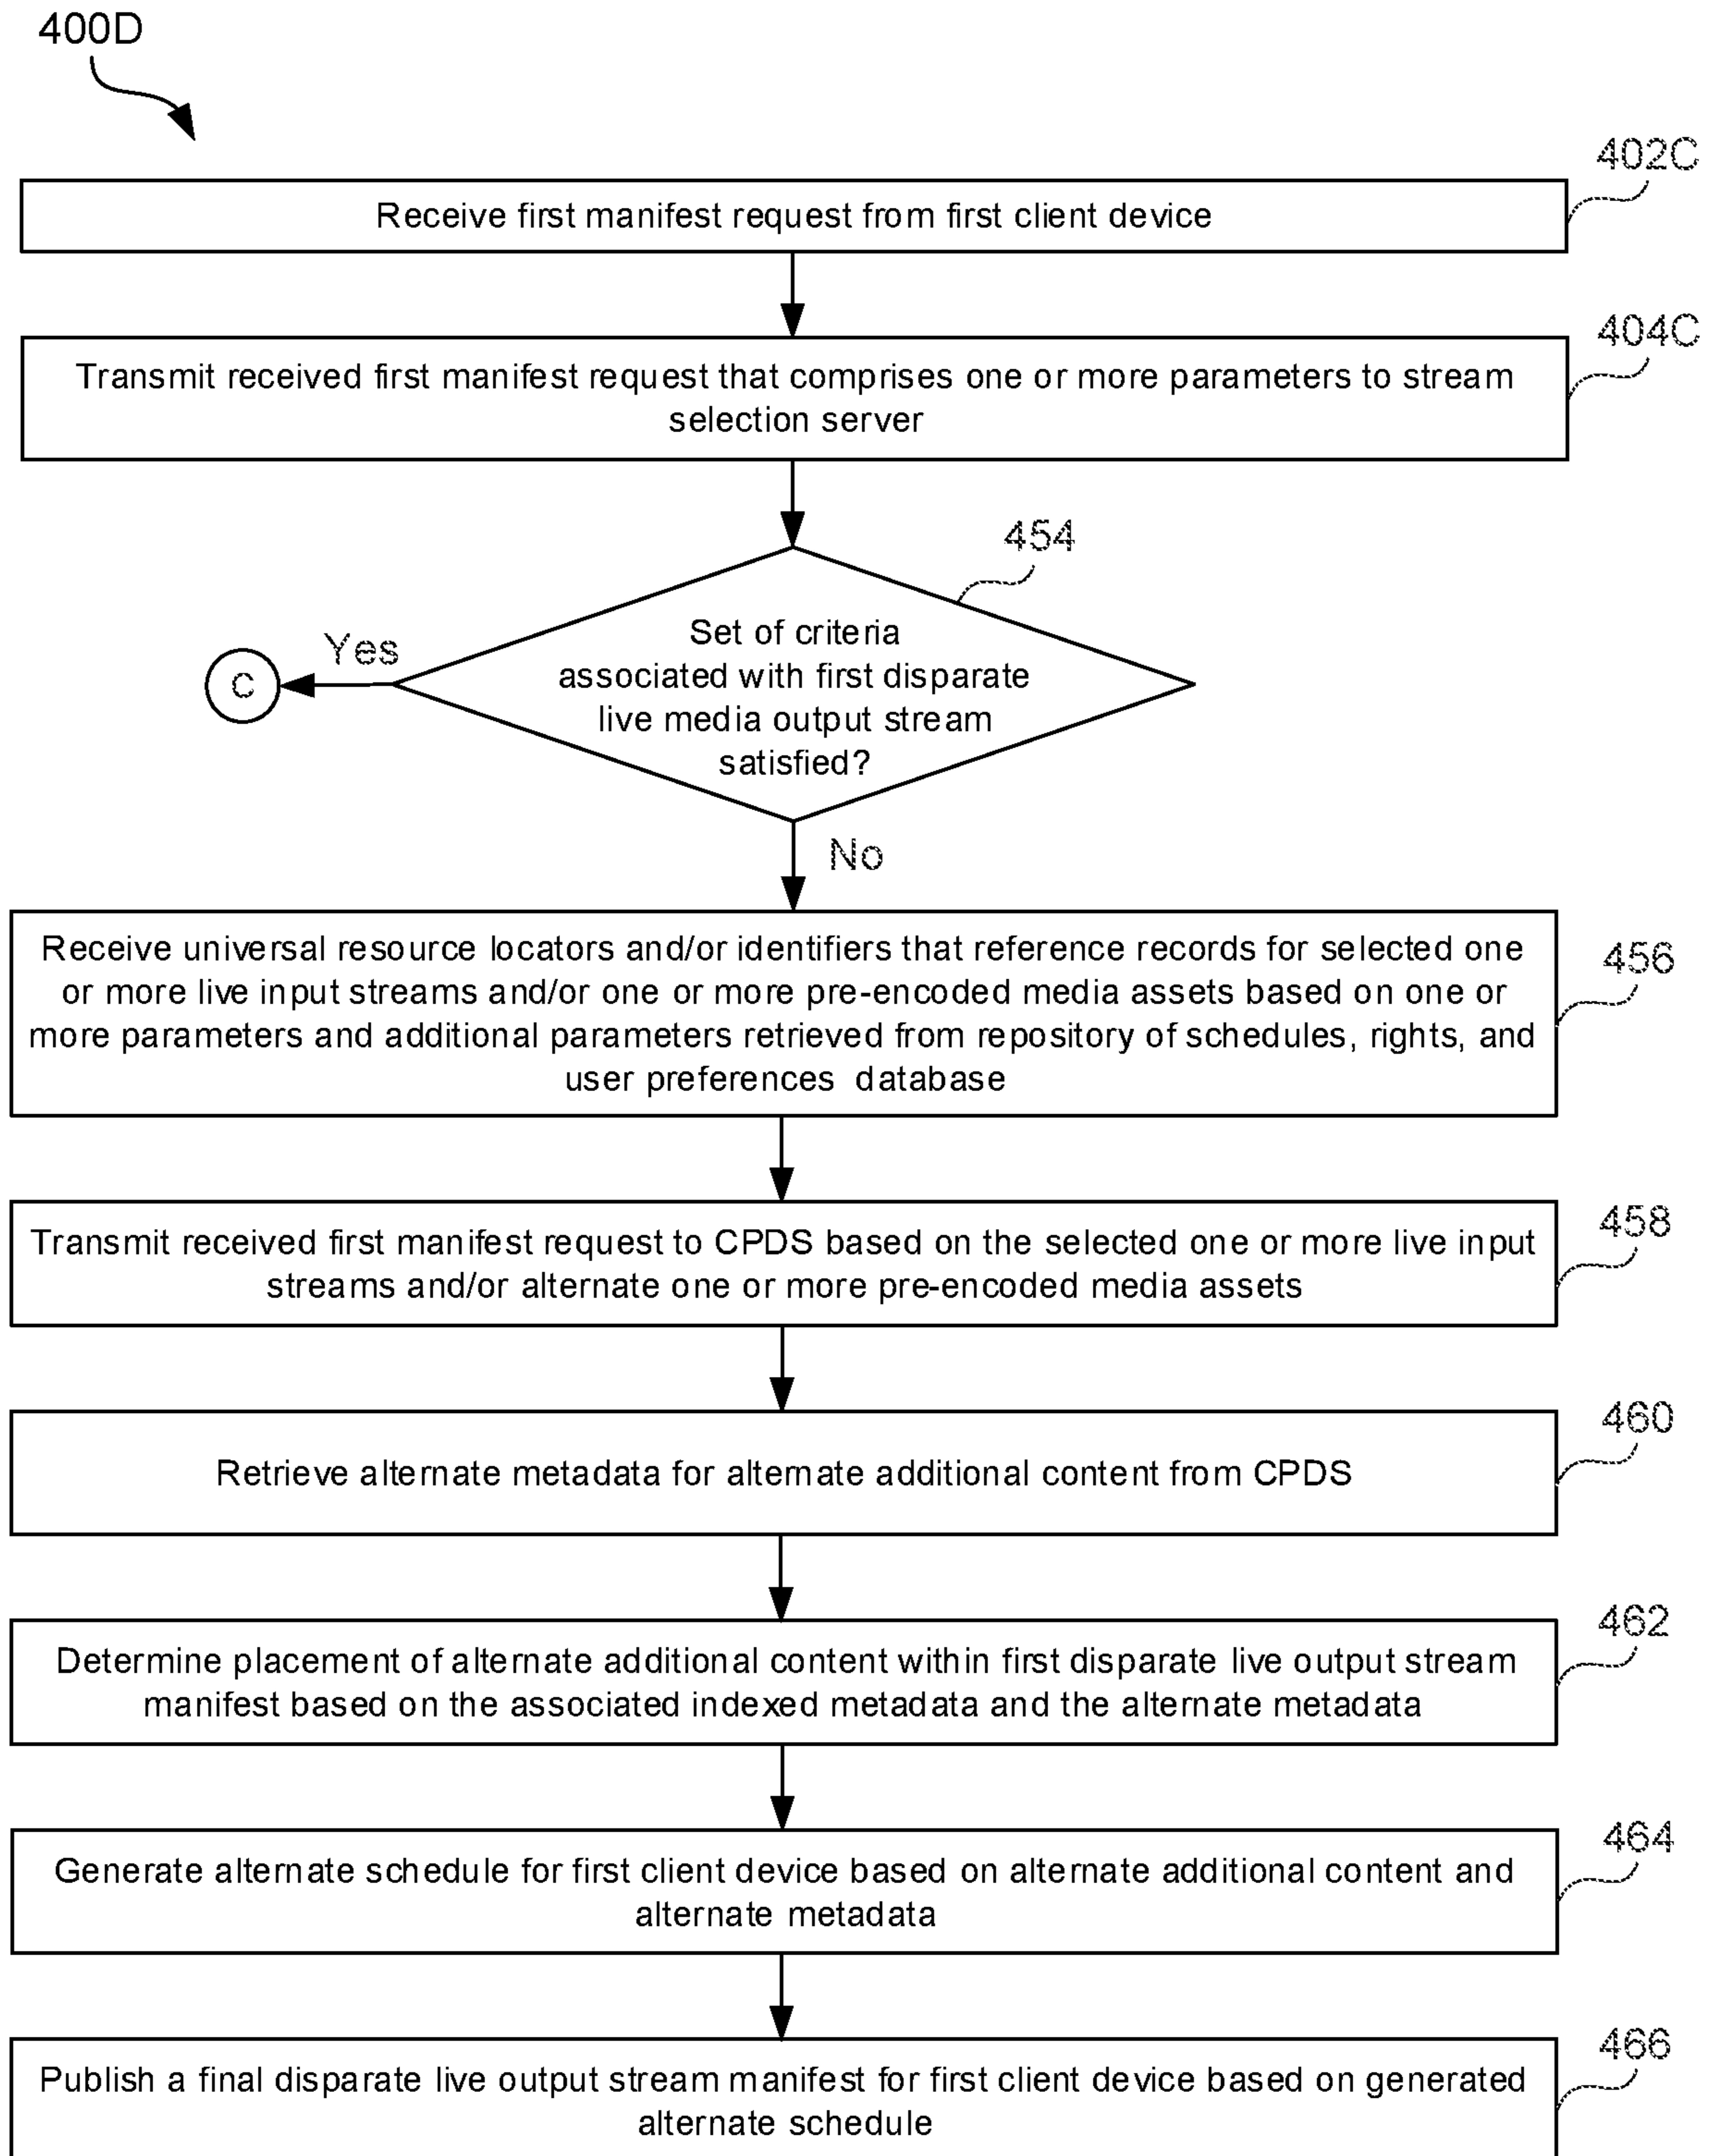 400D
402C
Receive first manifest request from first client device
404C
Transmit received first manifest request that comprises one or more parameters to stream
selection server
454
Set of criteria
associated with first disparate
live media output stream
satisfied?
Yes
C
No
456
Receive universal resource locators and/or identifiers that reference records for selected one
or more live input streams and/or one or more pre-encoded media assets based on one or
more parameters and additional parameters retrieved from repository of schedules, rights, and
user preferences database
458
Transmit received first manifest request to CPDS based on the selected one or more live input
streams and/or alternate one or more pre-encoded media assets
460
Retrieve alternate metadata for alternate additional content from CPDS
462
Determine placement of alternate additional content within first disparate live output stream
manifest based on the associated indexed metadata and the alternate metadata
464
Generate alternate schedule for first client device based on alternate additional content and
alternate metadata
466
Publish a final disparate live output stream manifest for first client device based on generated
alternate schedule